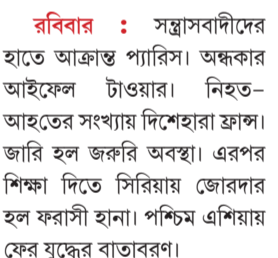 রবিবার : সন্ত্রাসবাদীদের
হাতে আক্রান্ত প্যারিস। অন্ধকার
আইফেল টাওয়ার। নিহত-
আহতের সংখ্যায় দিশেহারা ফ্রান্স।
জারি হল জরুরি অবস্থা। এরপর
শিক্ষা দিতে সিরিয়ায় জোরদার
হল ফরাসী হানা। পশ্চিম এশিয়ায়
ফের যুদ্ধের বাতাবরণ।